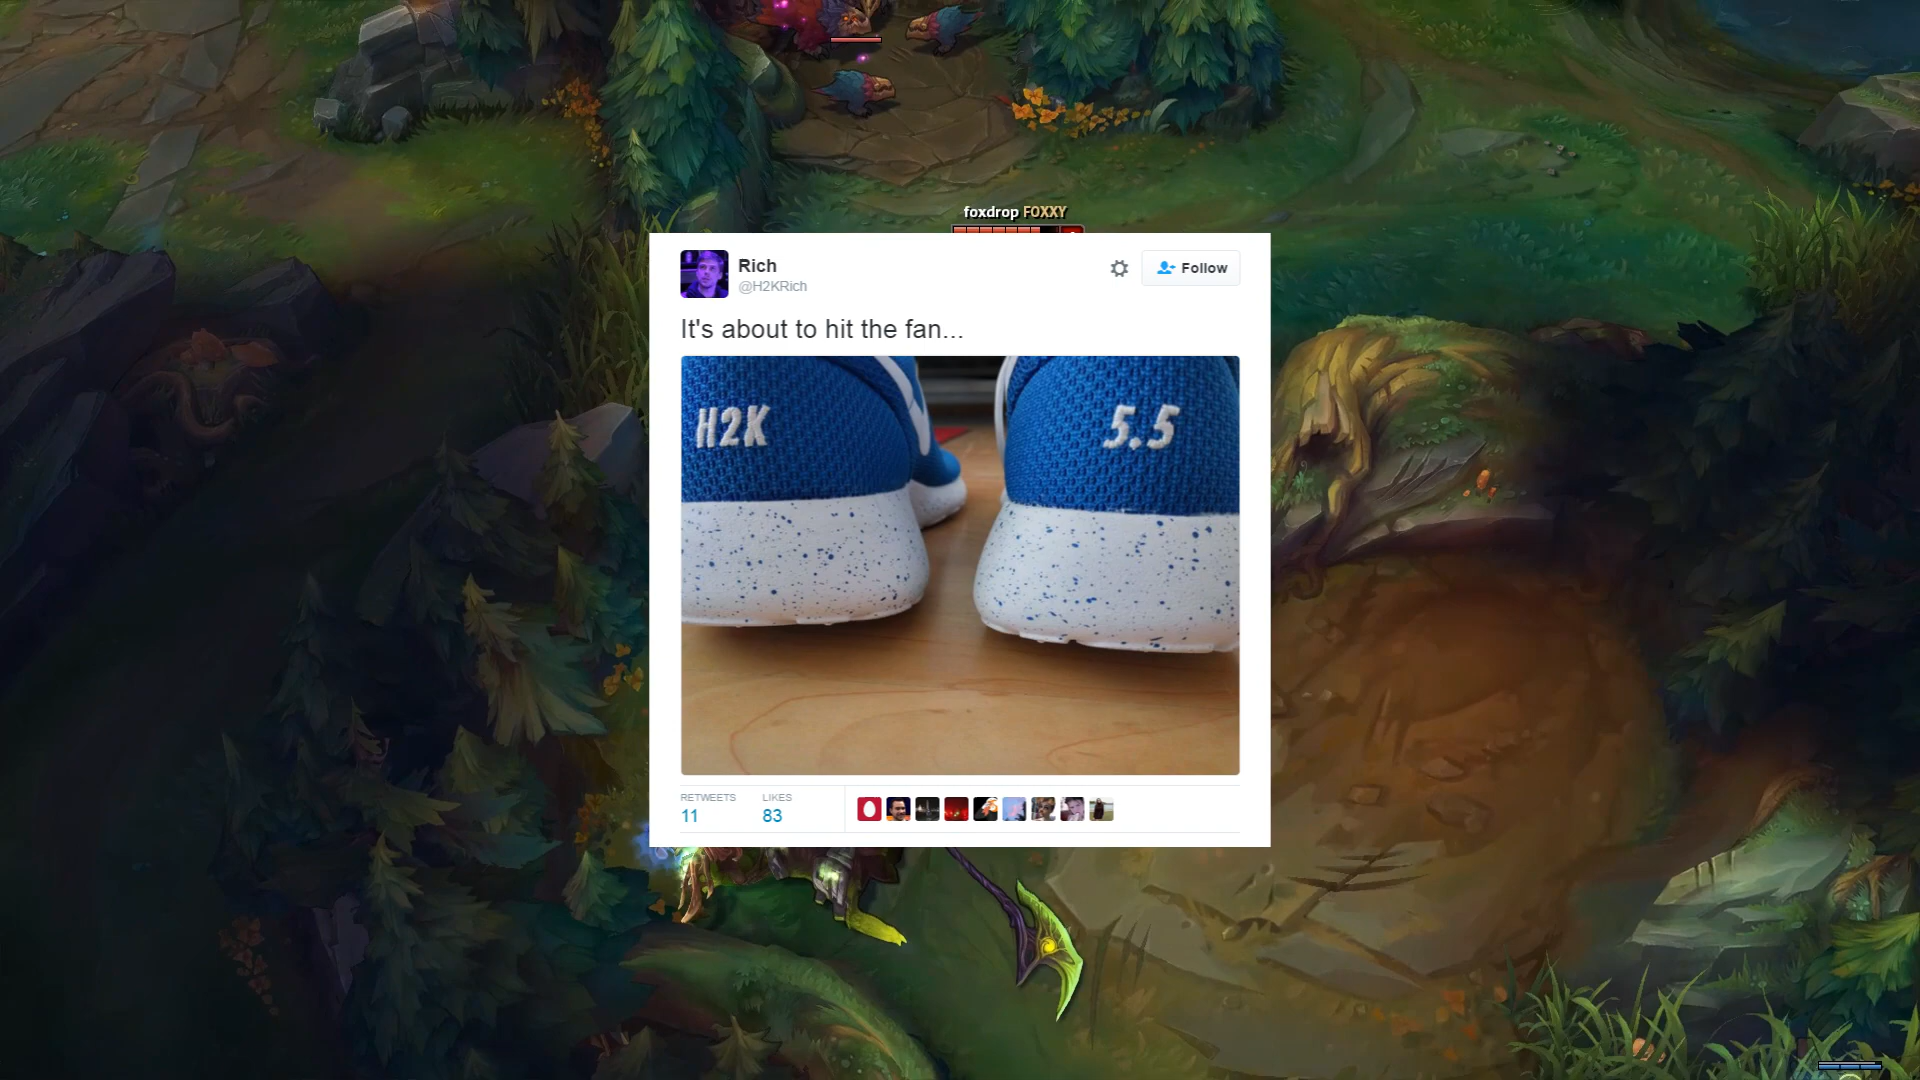 foxdrop FOXXY
Rich
@H2KRich
Follow
It's about to hit the fan...
H2K
5.5
RETWEETS
11
LIKES
83